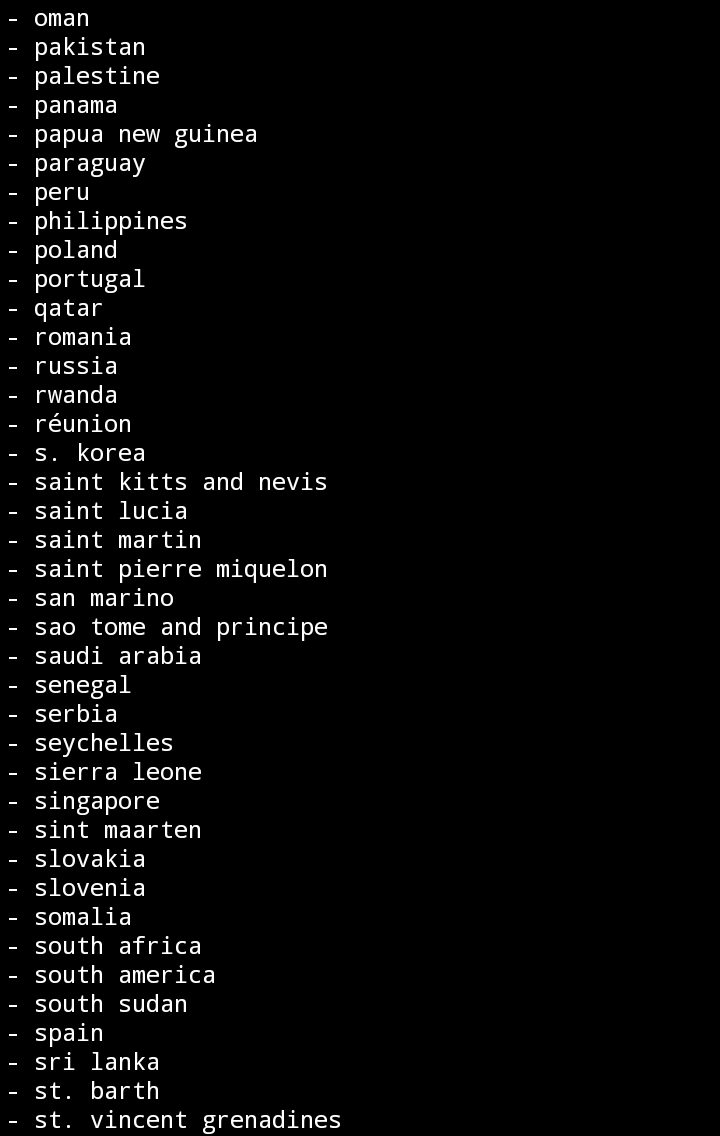 - oman
- pakistan
- palestine
- panama
- papua new guinea
- paraguay
- peru
- philippines
- poland
- portugal
- qatar
- romania
- russia
- rwanda
- réunion
- s. korea
- saint kitts and nevis
- saint lucia
- saint martin
- saint pierre miquelon
- san marino
- sao tome and principe
- saudi arabia
- senegal
- serbia
- seychelles
- sierra leone
- singapore
- sint maarten
- slovakia
- slovenia
- somalia
- south africa
- south america
- south sudan
- spain
- sri lanka
- st. barth
- st. vincent grenadines